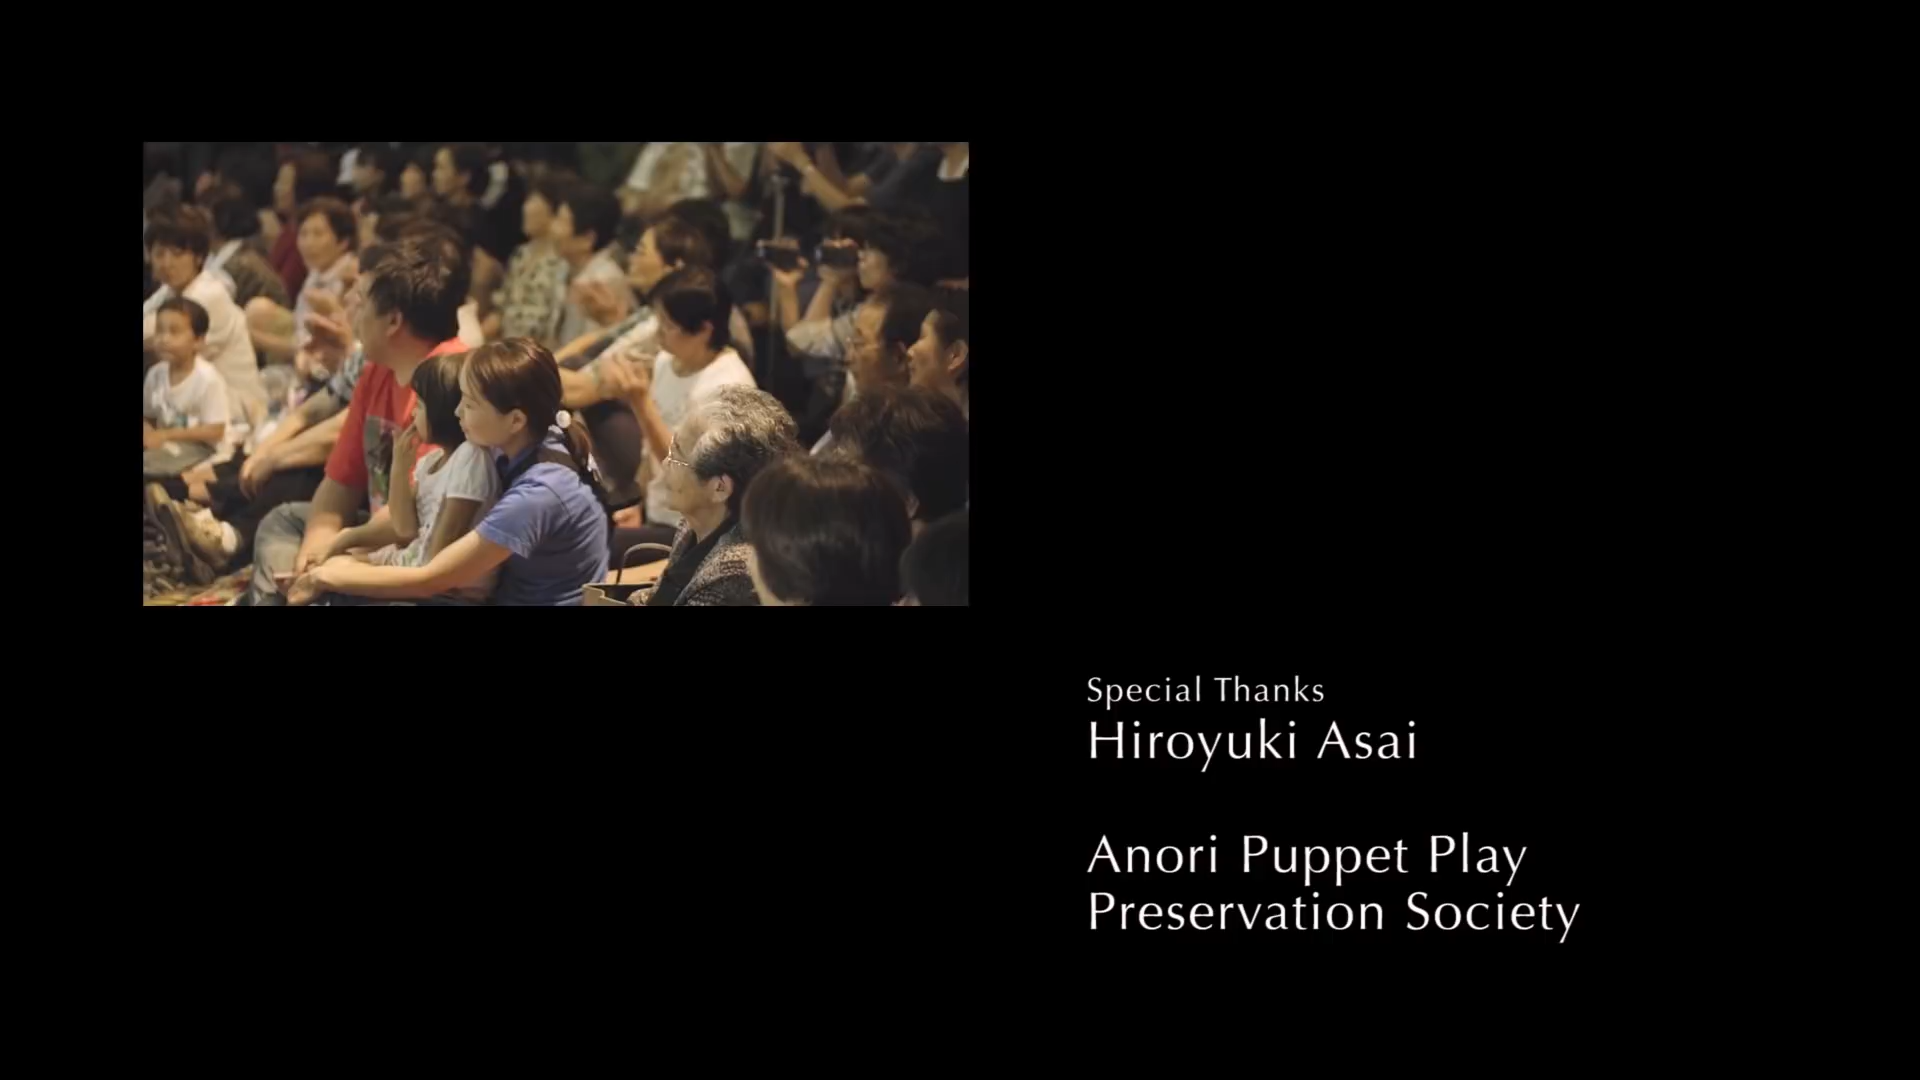 Special Thanks
Hiroyuki Asai
Anori Puppet Play
Preservation Society